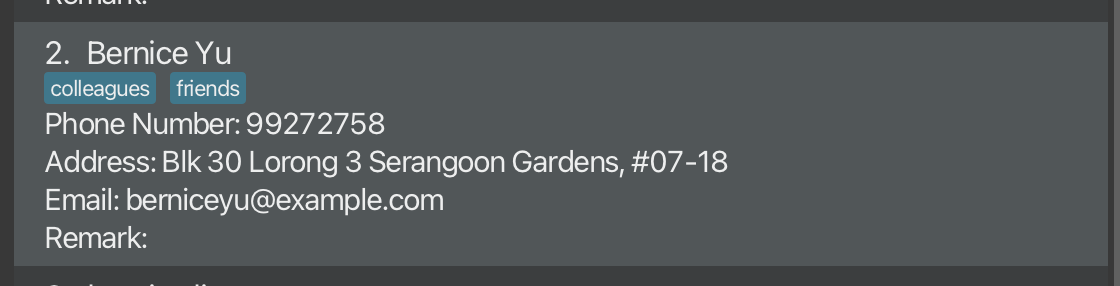 Remark:
2. Bernice Yu
colleagues friends
Phone Number: 99272758
Address: Blk 30 Lorong 3 Serangoon Gardens, #07-18
Email: berniceyu@example.com
Remark: